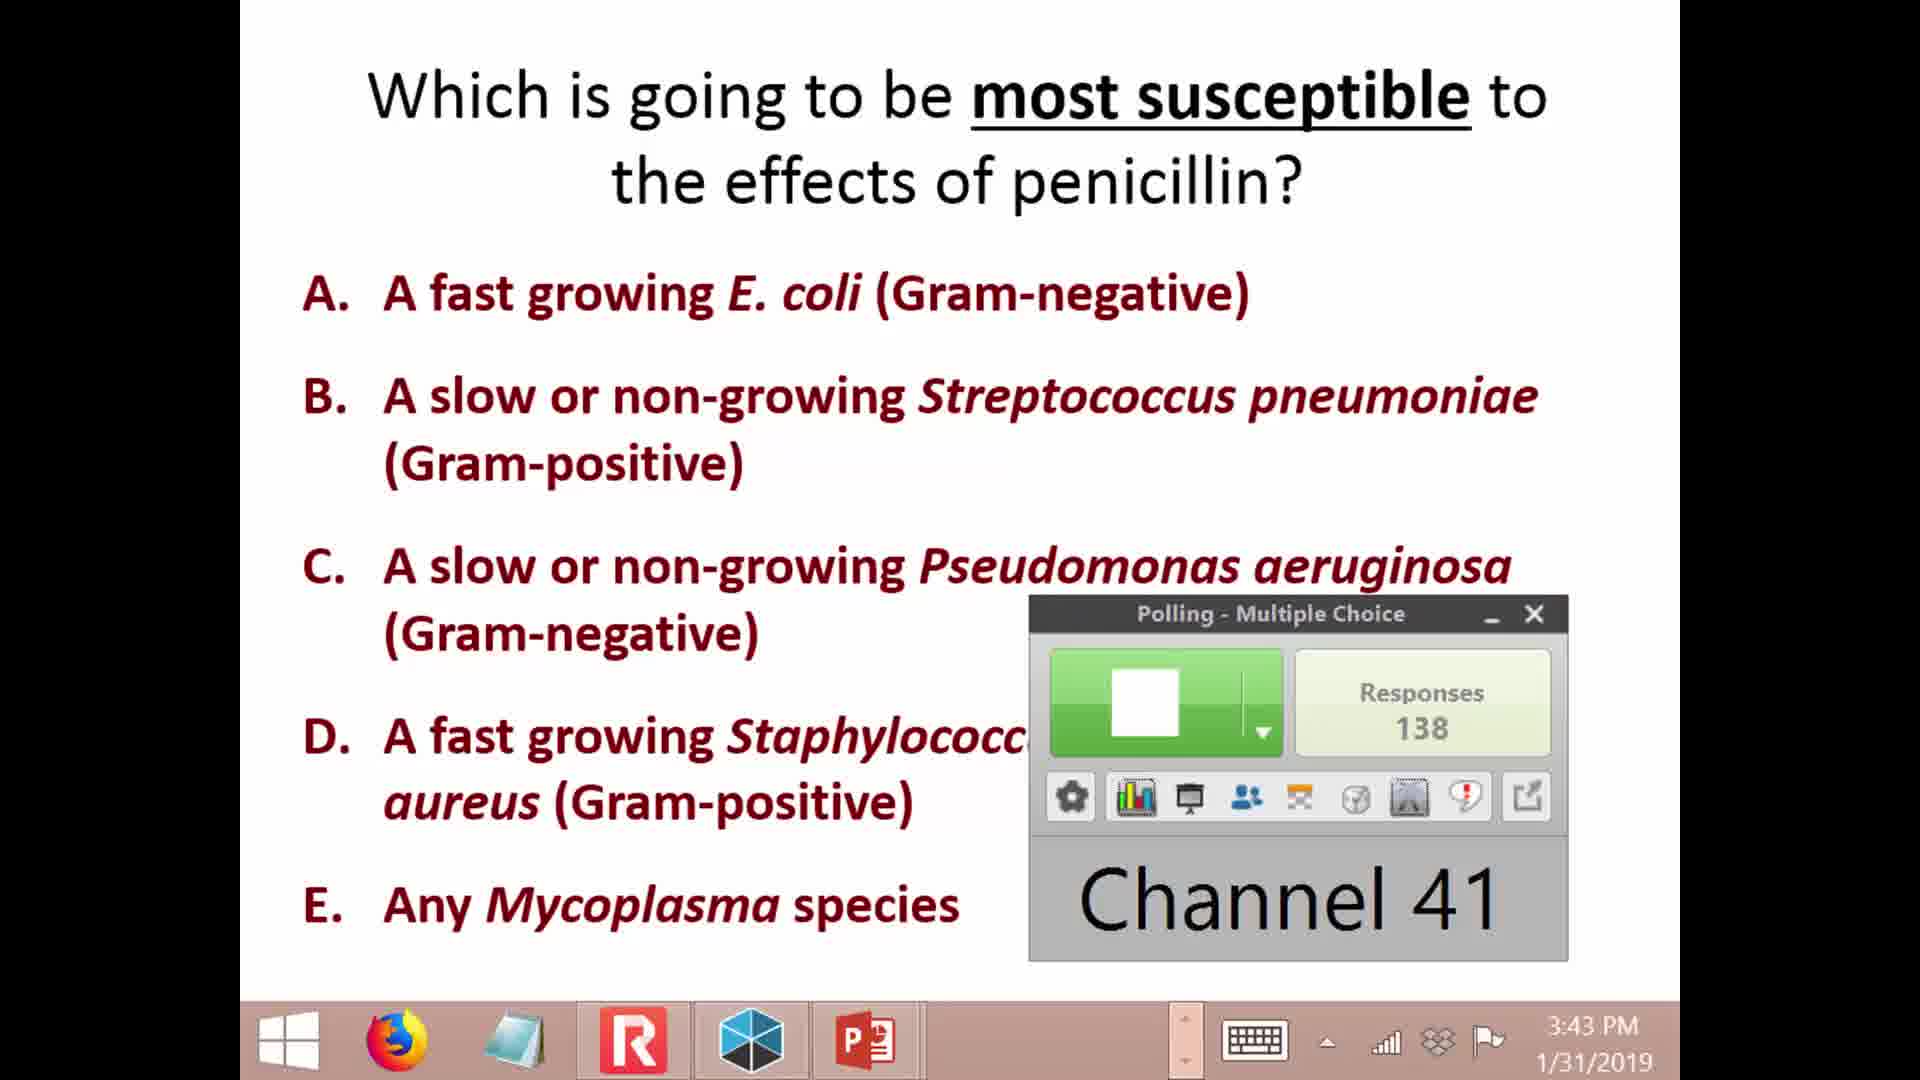 Which is going to be most susceptible to
the effects of penicillin?
A. A fast growing E. coli (Gram-negative)
B. A slow or non-growing Streptococcus pneumoniae
(Gram-positive)
C. A slow or non-growing Pseudomonas aeruginosa
(Gram-negative)
D. A fast growing
aureus (Gram-positive)
E. Any Mycoplasma species
Polling - Multiple Choice
Responses
138
Channel 41
3:43 PM
1/31/2019